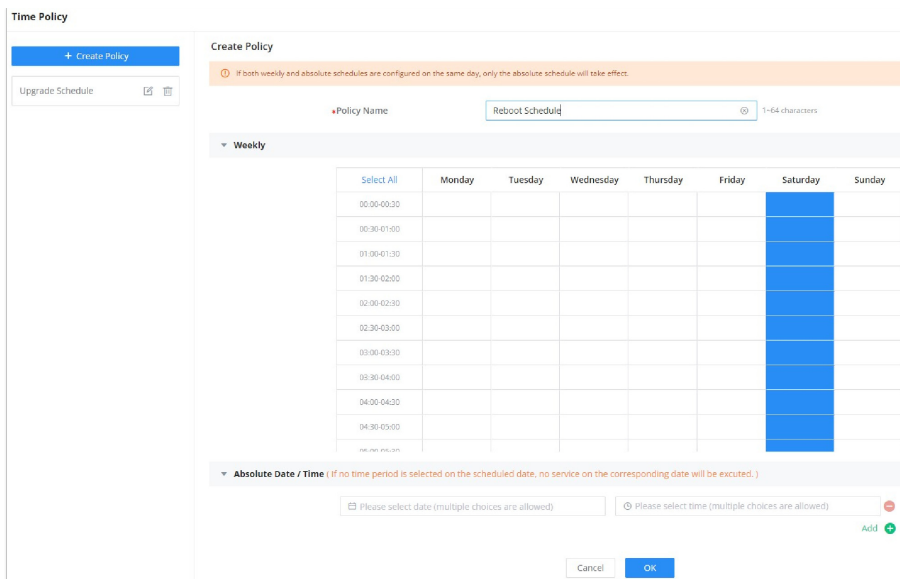 Time Policy
+ Create Policy
Upgrade Schedule
Create Policy
If both weekly and absolute schedules are configured on the same day, only the absolute schedule will take effect.
*Policy Name
Reboot Schedule
1~64 characters
Weekly
Select All Monday Tuesday Wednesday Thursday Friday Saturday Sunday
00:00-00:30
00:30-01:00
01:00-01:30
01:30-02:00
02:00-02:30
02:30-03:00
03:00-03:30
03:30-04:00
04:00-04:30
04:30-05:00
05:00-05:30
Absolute Date / Time ( If no time period is selected on the scheduled date, no service on the corresponding date will be excuted. )
Please select date (multiple choices are allowed) Please select time (multiple choices are allowed)
Add
Cancel OK